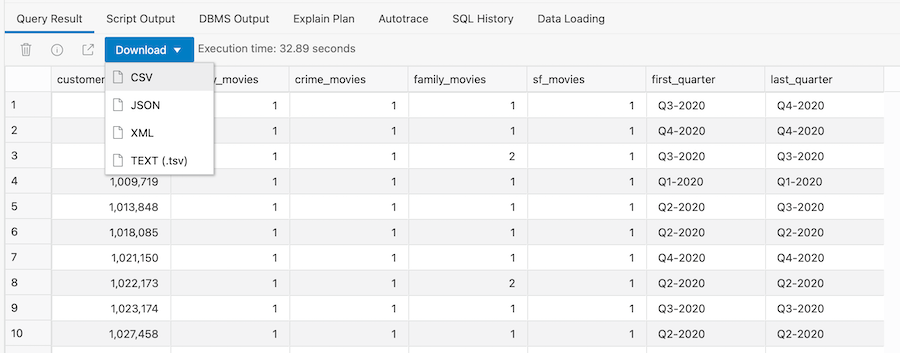 Query Result Script Output DBMS Output Explain Plan Autotrace SQL History Data Loading
Download Execution time: 32.89 seconds
CSV
JSON
XML
TEXT (.tsv)
customer _movies crime_movies family_movies sf_movies first_quarter last_quarter
1 1 1 1 1 Q3-2020 Q4-2020
2 1 1 1 1 Q4-2020 Q4-2020
3 1 1 2 1 Q3-2020 Q3-2020
4 1,009,719 1 1 1 1 Q1-2020 Q1-2020
5 1,013,848 1 1 1 1 Q2-2020 Q3-2020
6 1,018,085 1 1 1 1 Q2-2020 Q2-2020
7 1,021,150 1 1 1 1 Q4-2020 Q4-2020
8 1,022,173 1 1 2 1 Q2-2020 Q2-2020
9 1,023,174 1 1 1 1 Q3-2020 Q3-2020
10 1,027,458 1 1 1 1 Q2-2020 Q2-2020